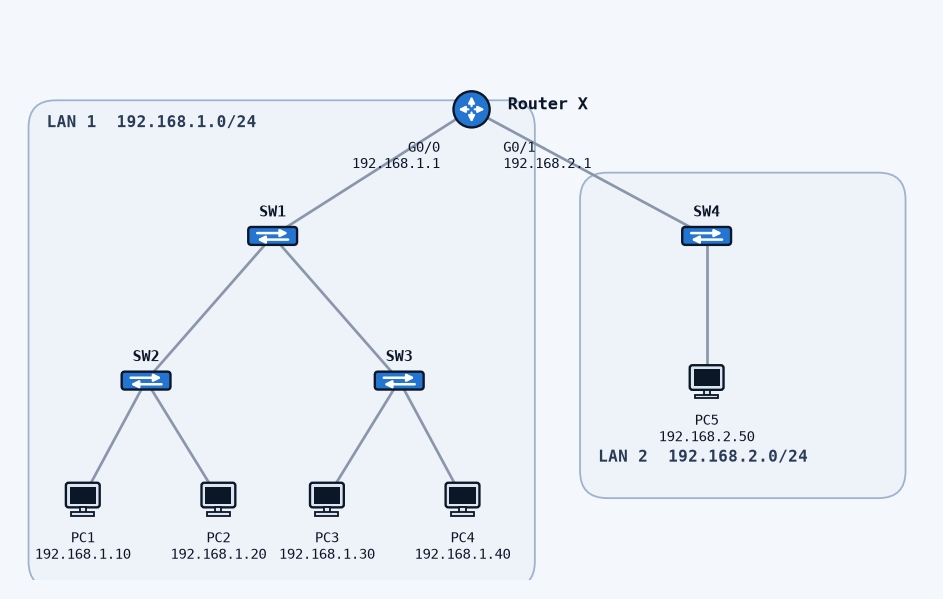 Router X
LAN 1  192.168.1.0/24
G0/0
192.168.1.1
G0/1
192.168.2.1
SW1
SW4
SW2
SW3
PC5
192.168.2.50
LAN 2  192.168.2.0/24
PC1
192.168.1.10
PC2
192.168.1.20
PC3
192.168.1.30
PC4
192.168.1.40